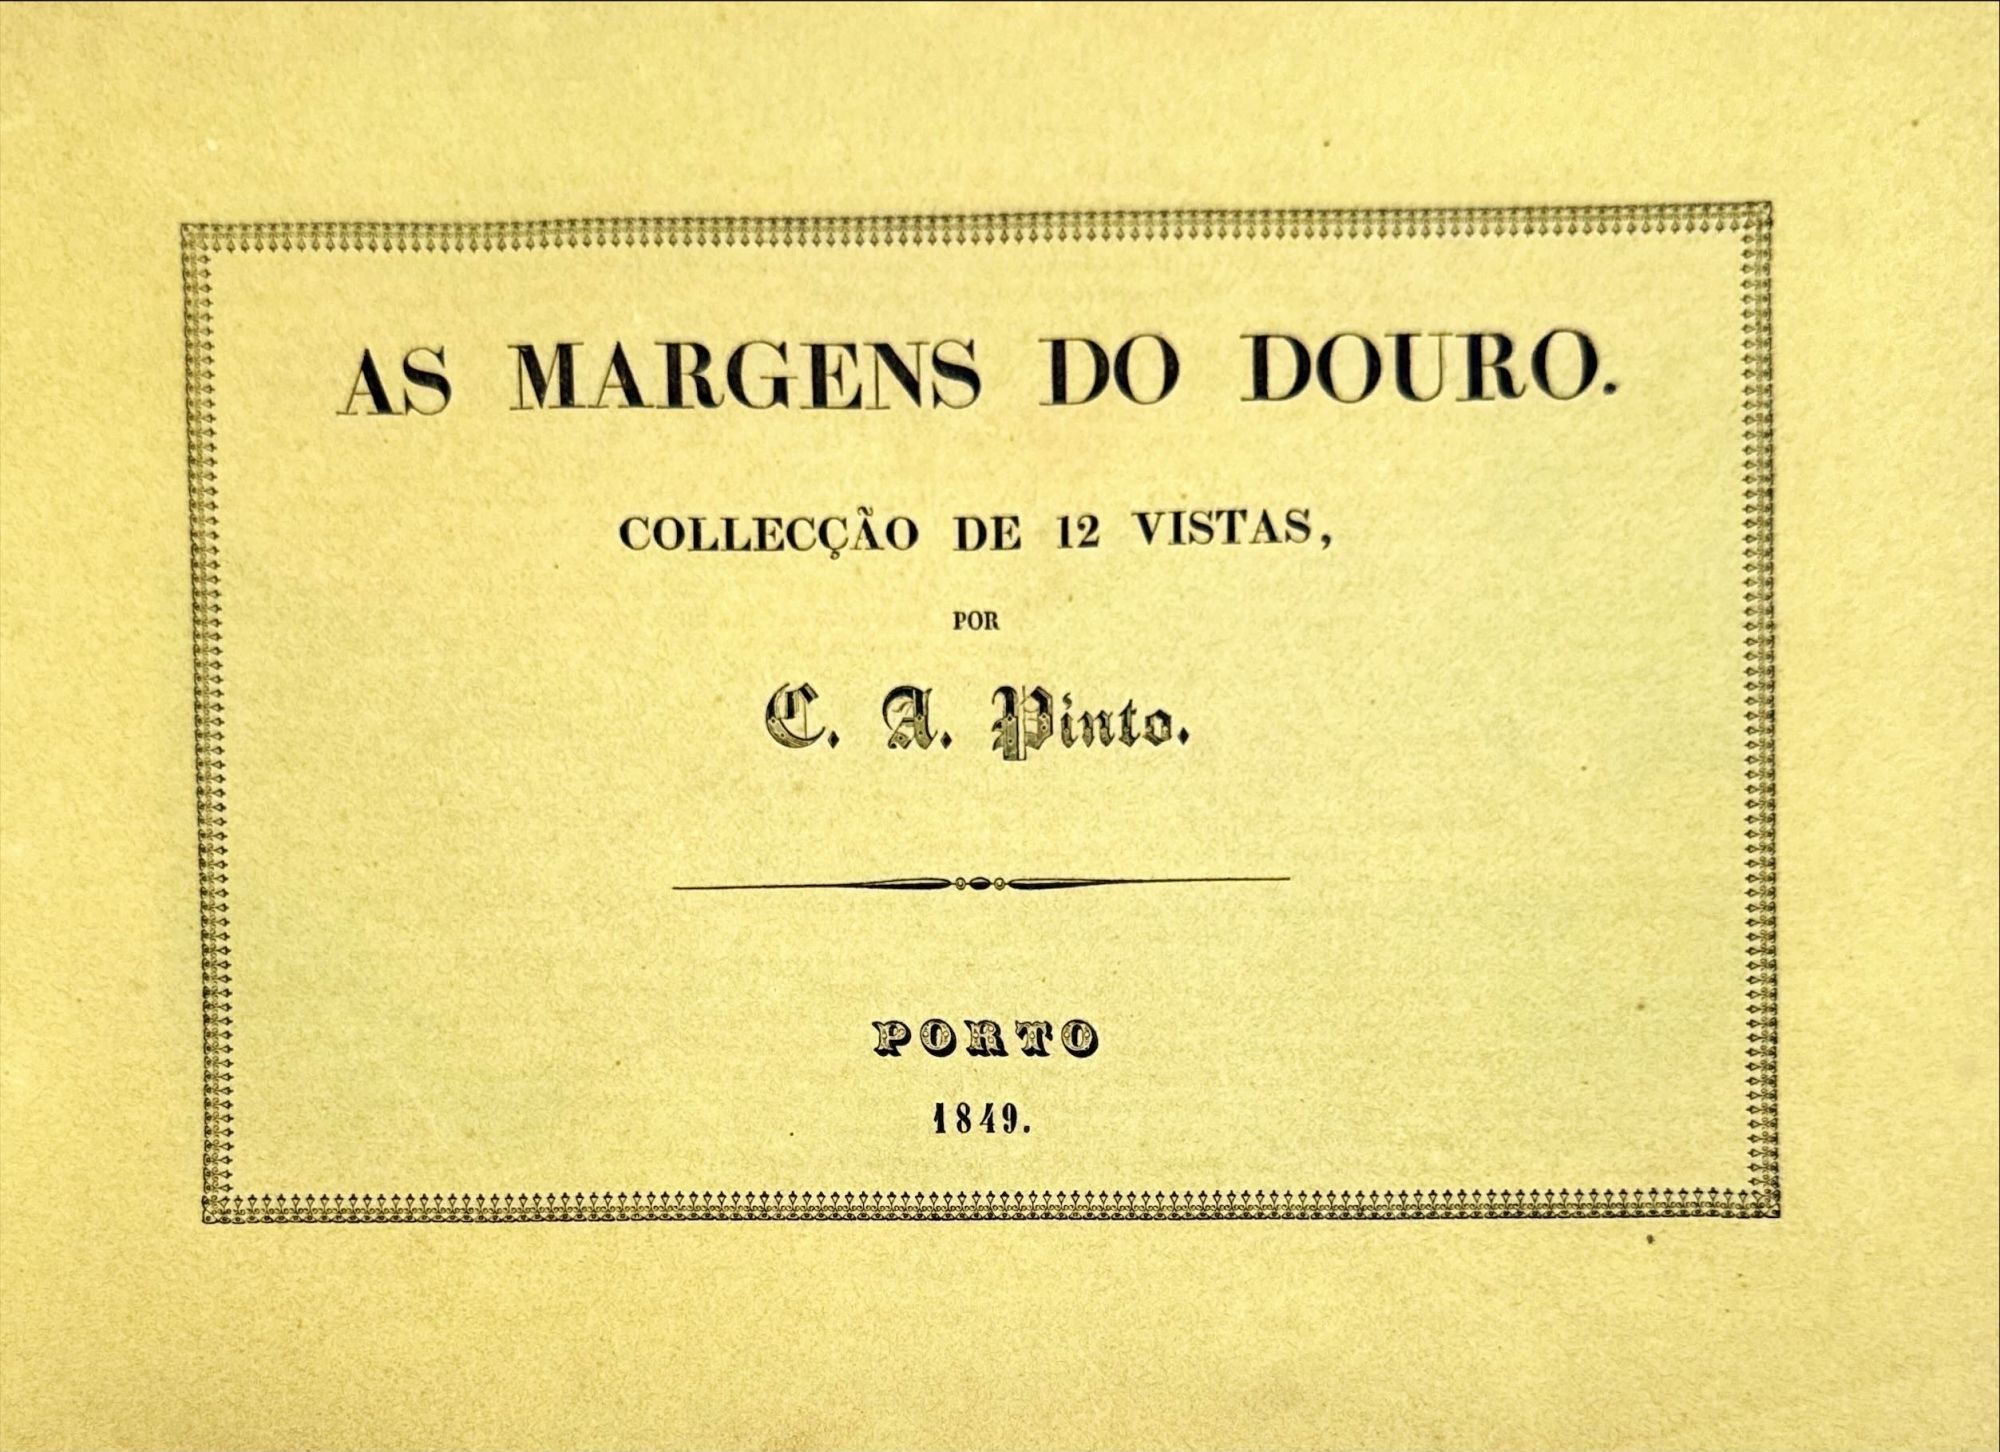 AS MARGENS DO DOURO.
COLLECÇÃO DE 12 VISTAS,
POR
C. A. Pinto.
PORTO
1849.